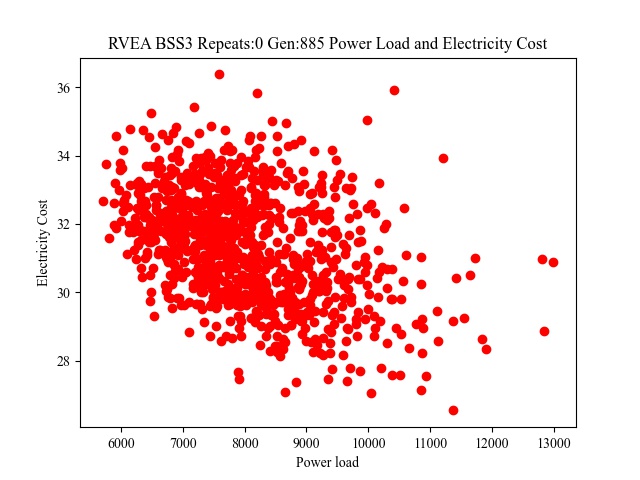 RVEA BSS3 Repeats:0 Gen:885 Power Load and Electricity Cost
36
34
32
30
28
Electricity Cost
6000 7000 8000 9000 10000 11000 12000 13000
Power load